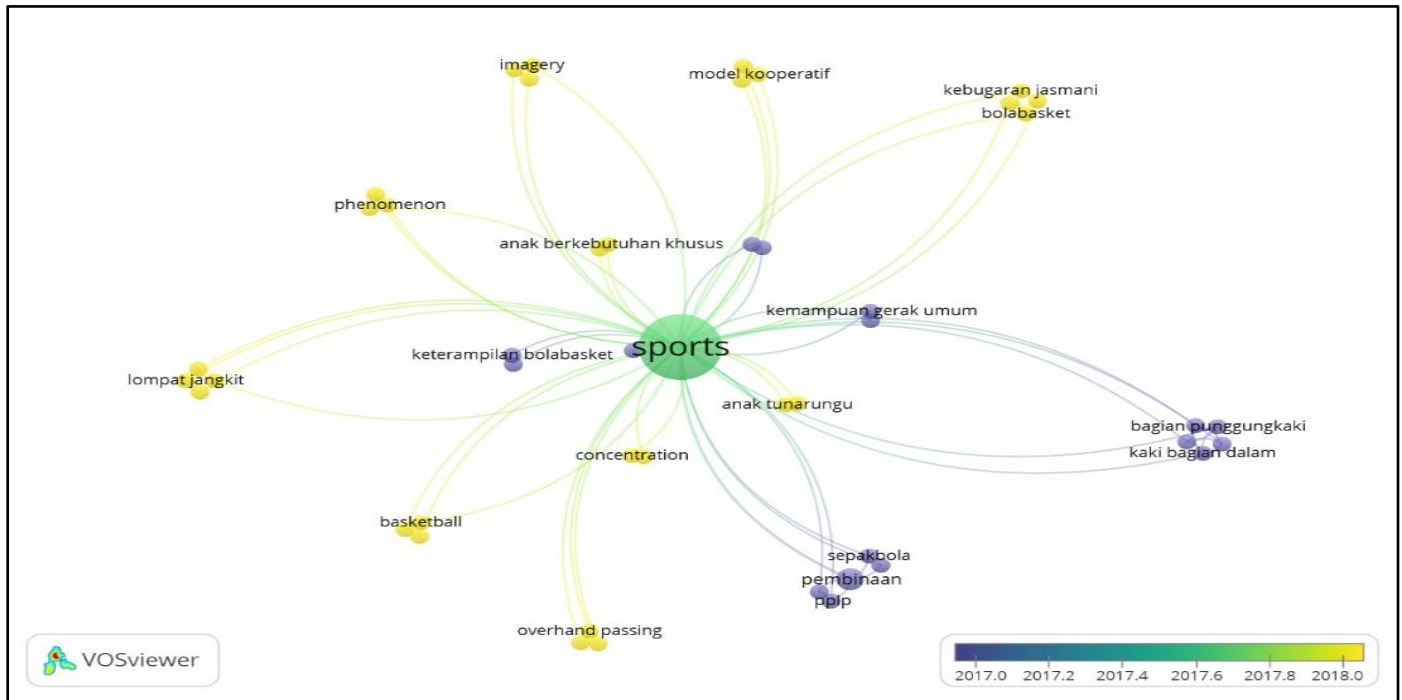 imagery
model kooperatif
kebugaran jasmani
bolabasket
phenomenon
anak berkebutuhan khusus
kemampuan gerak umum
keterampilan bolabasket
sports
lompat jangkit
anak tunarungu
bagian punggungkaki
kaki bagian dalam
concentration
basketball
sepakbola
pembinaan
pplp
overhand passing
VOSviewer
2017.0 2017.2 2017.4 2017.6 2017.8 2018.0